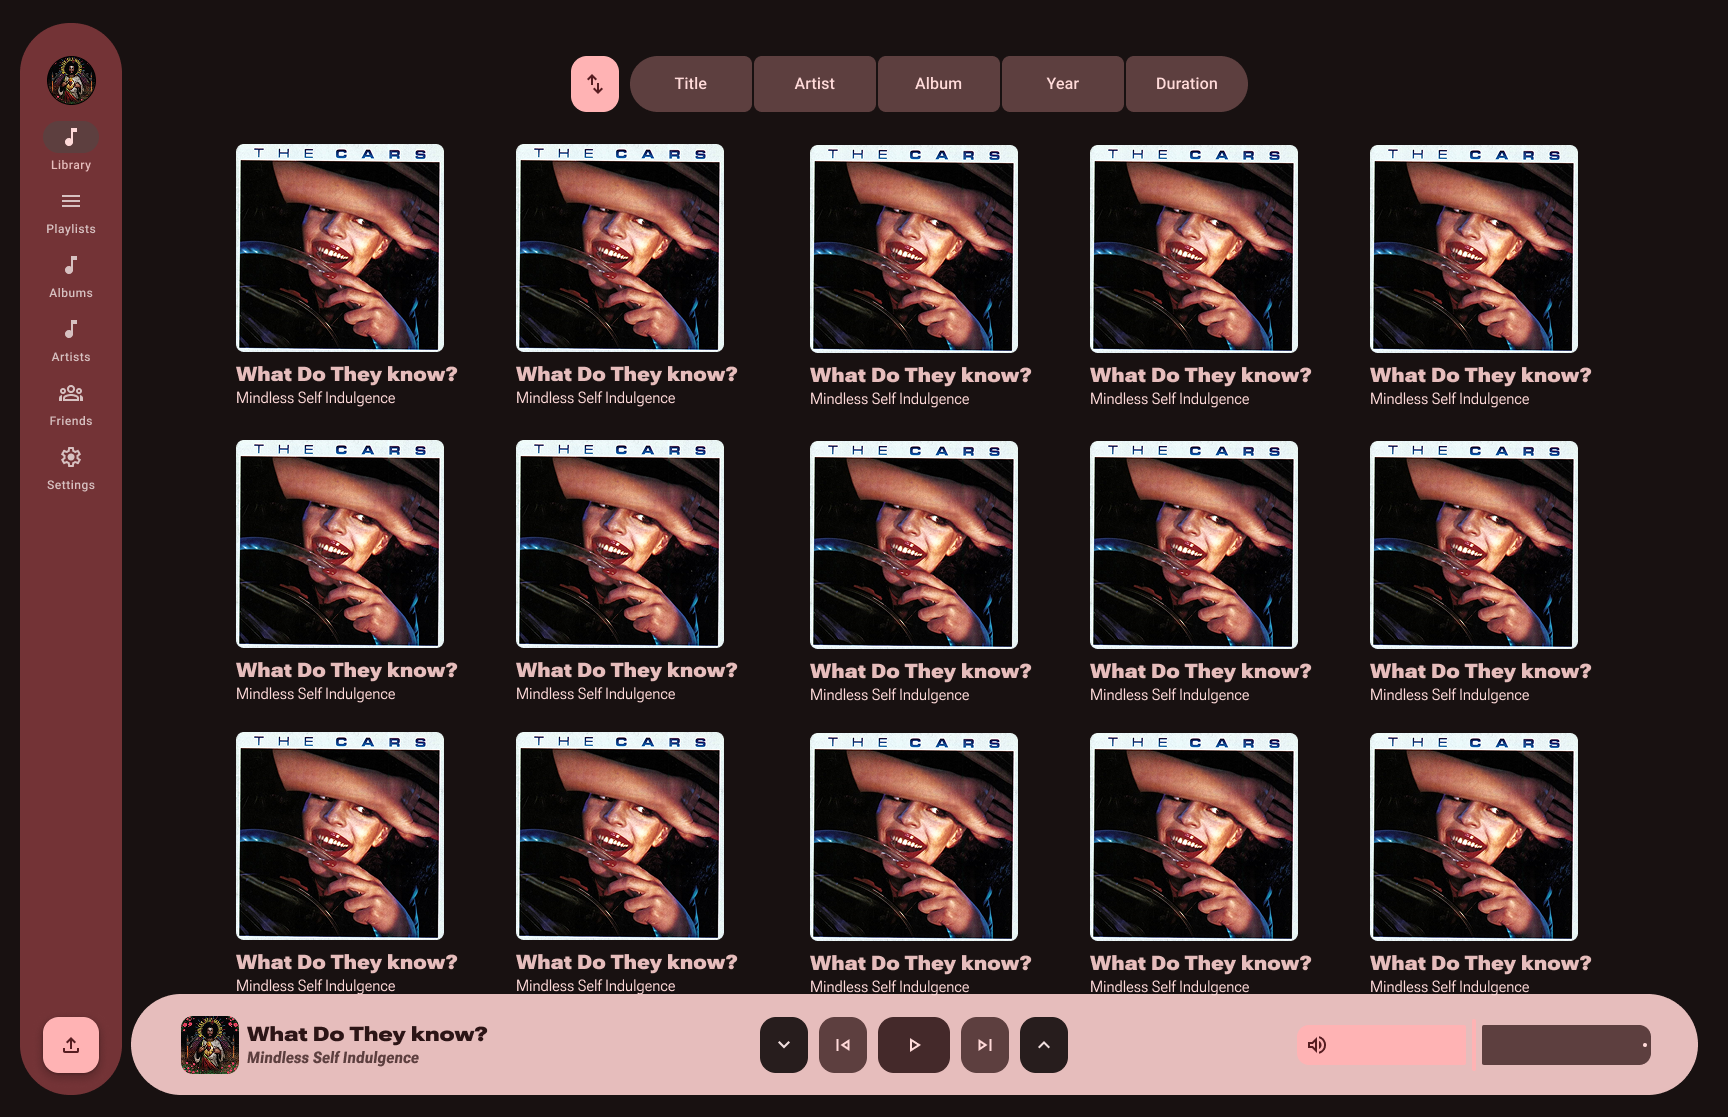 Title Artist Album Year Duration
Library
Playlists
Albums
Artists
Friends
Settings
THE CARS THE CARS THE CARS THE CARS THE CARS
What Do They know? What Do They know? What Do They know? What Do They know? What Do They know?
Mindless Self Indulgence Mindless Self Indulgence Mindless Self Indulgence Mindless Self Indulgence Mindless Self Indulgence
THE CARS THE CARS THE CARS THE CARS THE CARS
What Do They know? What Do They know? What Do They know? What Do They know? What Do They know?
Mindless Self Indulgence Mindless Self Indulgence Mindless Self Indulgence Mindless Self Indulgence Mindless Self Indulgence
THE CARS THE CARS THE CARS THE CARS THE CARS
What Do They know? What Do They know? What Do They know? What Do They know? What Do They know?
Mindless Self Indulgence Mindless Self Indulgence Mindless Self Indulgence Mindless Self Indulgence Mindless Self Indulgence
What Do They know?
Mindless Self Indulgence